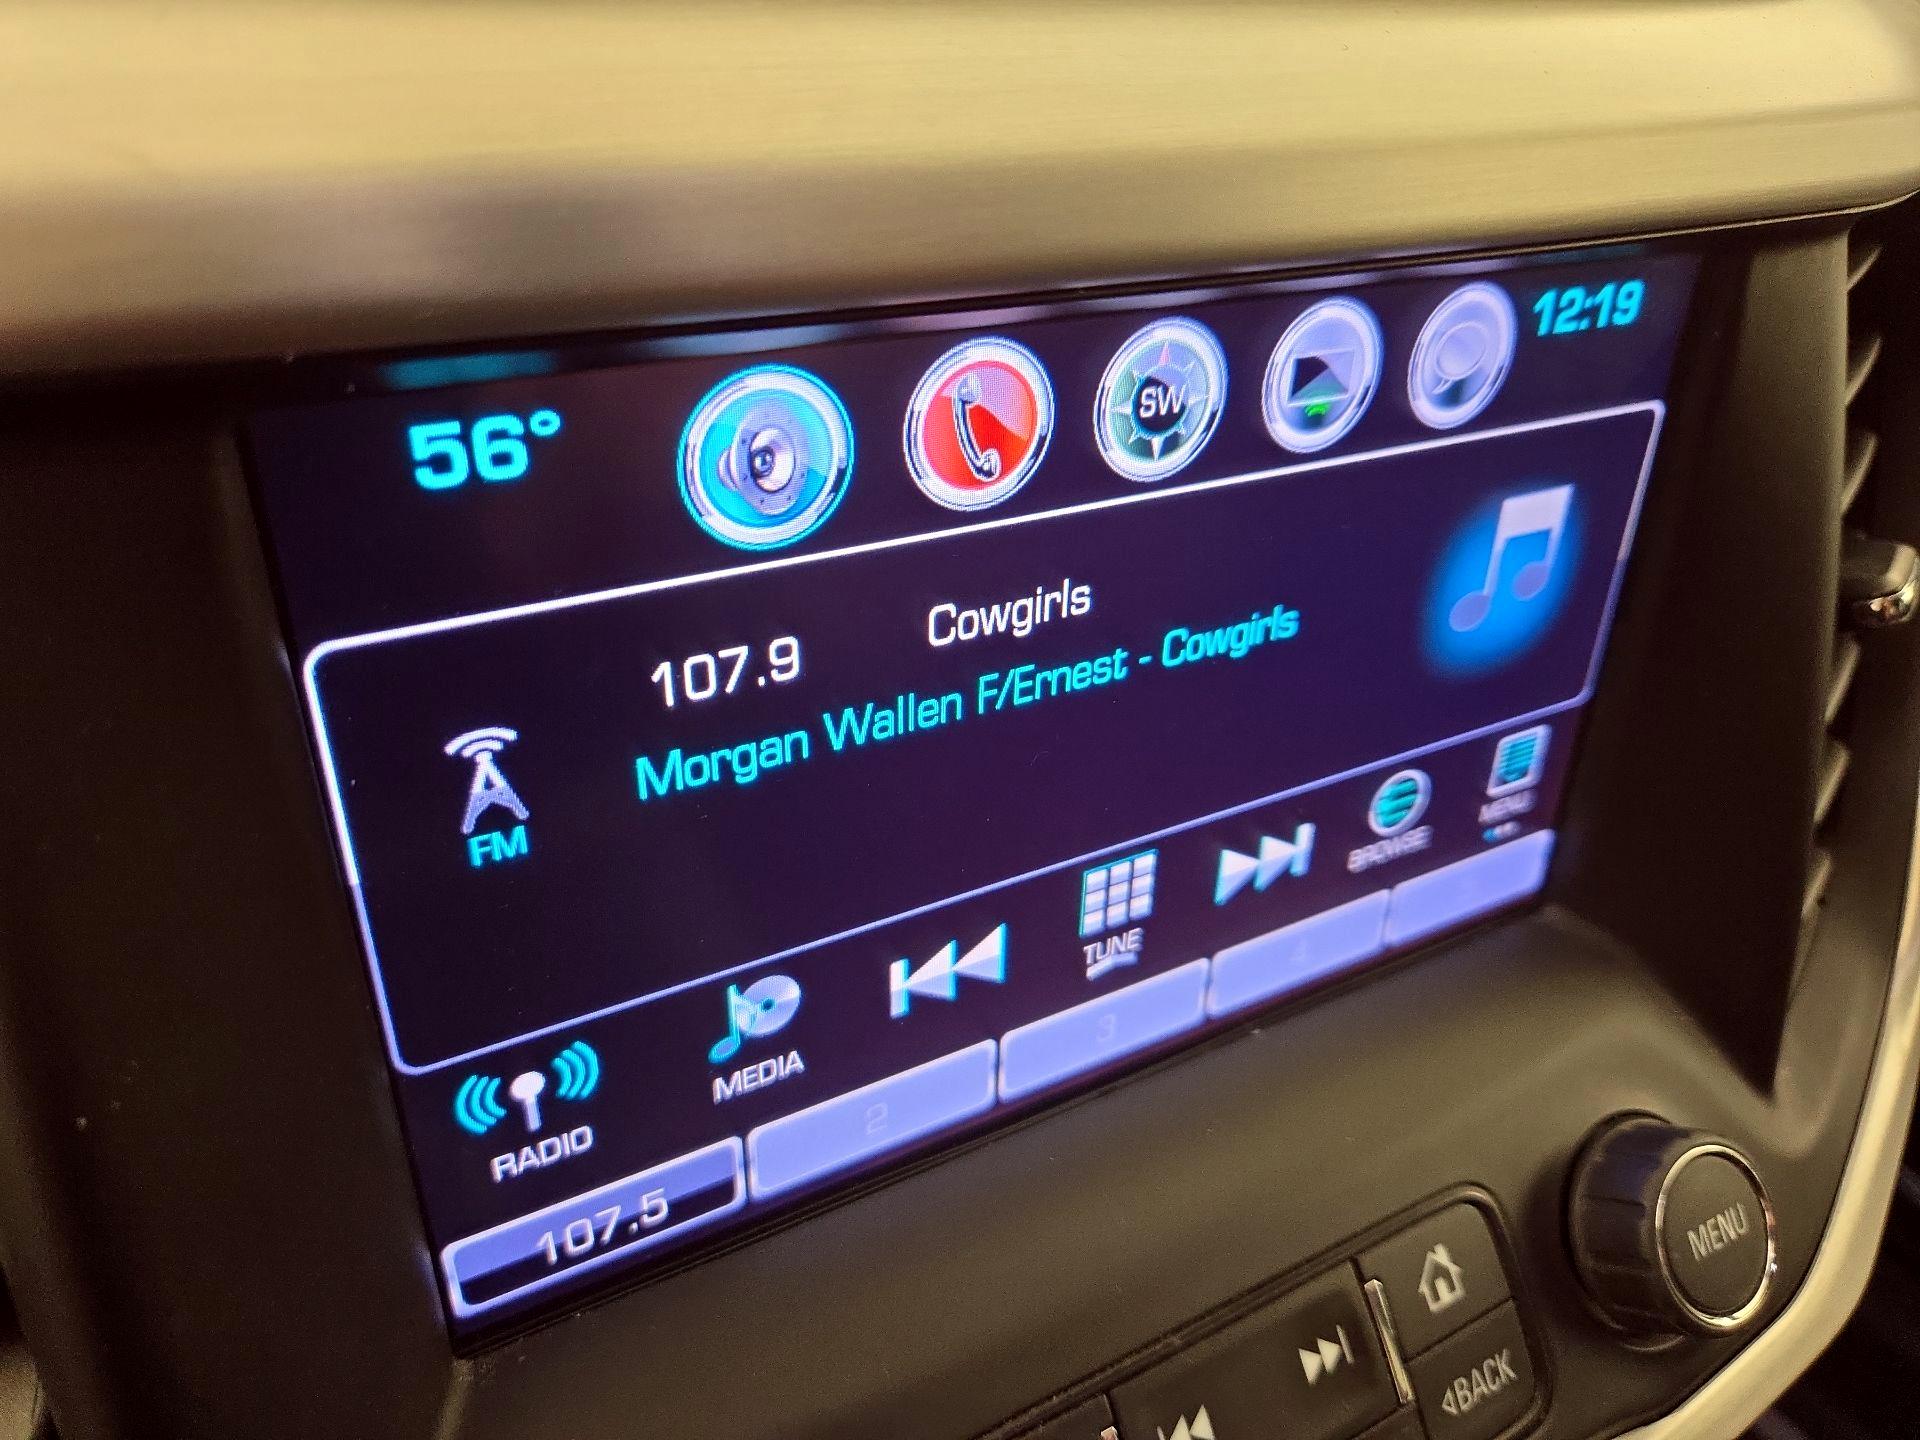 56°
SW
12:19
107.9
Cowgirls
Morgan Wallen F/Ernest - Cowgirls
FM
RADIO
MEDIA
TUNE
BROWSE
MENU
107.5
2
3
4
MENU
BACK